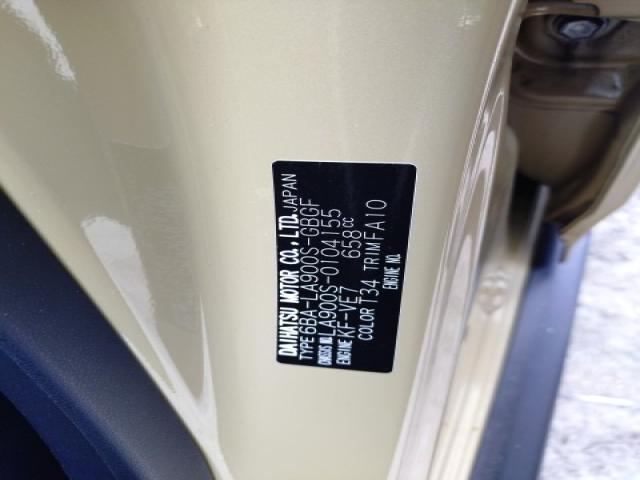 DAIHATSU MOTOR CO., LTD. JAPAN
TYPE 6BA-LA900S-GBGF
CHASSIS NO. LA900S-0104155
ENGINE KF-VE7 658cc
COLOR T34 TRIM FA10
ENGINE NO.